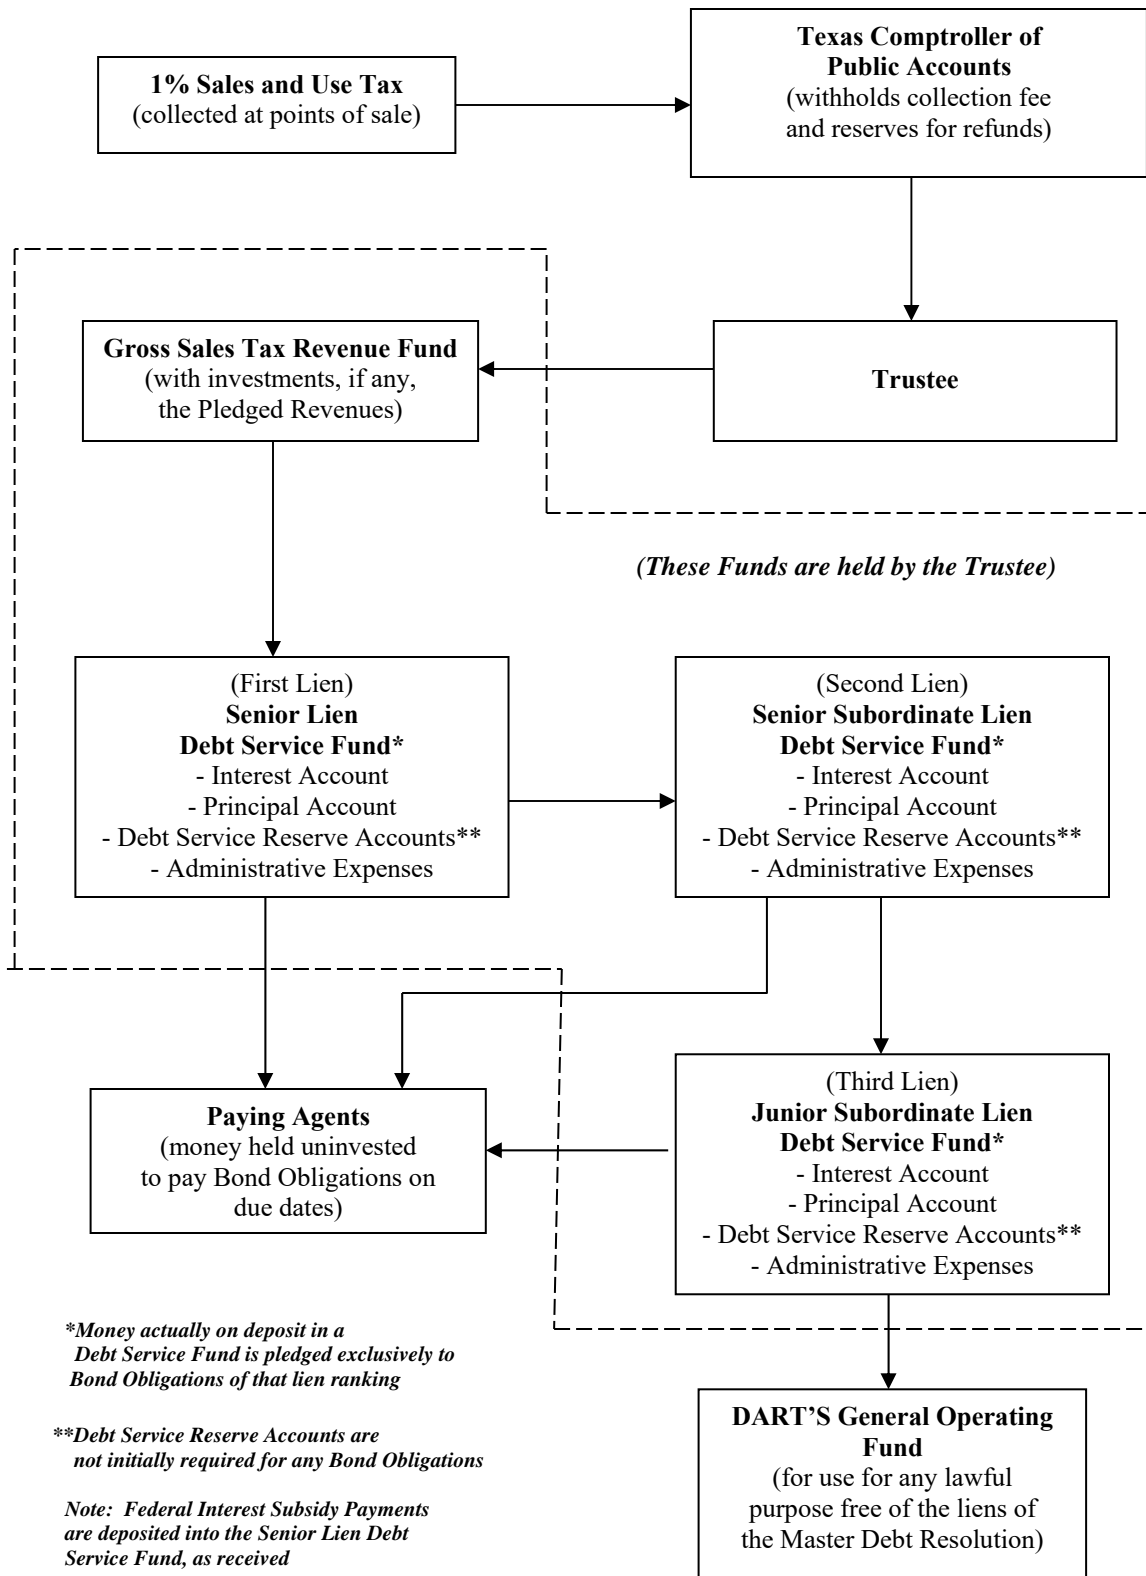 1% Sales and Use Tax
(collected at points of sale)
Texas Comptroller of
Public Accounts
(withholds collection fee
and reserves for refunds)
Gross Sales Tax Revenue Fund
(with investments, if any,
the Pledged Revenues)
Trustee
(These Funds are held by the Trustee)
(First Lien)
Senior Lien
Debt Service Fund*
- Interest Account
- Principal Account
- Debt Service Reserve Accounts**
- Administrative Expenses
(Second Lien)
Senior Subordinate Lien
Debt Service Fund*
- Interest Account
- Principal Account
- Debt Service Reserve Accounts**
- Administrative Expenses
Paying Agents
(money held uninvested
to pay Bond Obligations on
due dates)
(Third Lien)
Junior Subordinate Lien
Debt Service Fund*
- Interest Account
- Principal Account
- Debt Service Reserve Accounts**
- Administrative Expenses
*Money actually on deposit in a
Debt Service Fund is pledged exclusively to
Bond Obligations of that lien ranking
**Debt Service Reserve Accounts are
not initially required for any Bond Obligations
Note: Federal Interest Subsidy Payments
are deposited into the Senior Lien Debt
Service Fund, as received
DART'S General Operating
Fund
(for use for any lawful
purpose free of the liens of
the Master Debt Resolution)